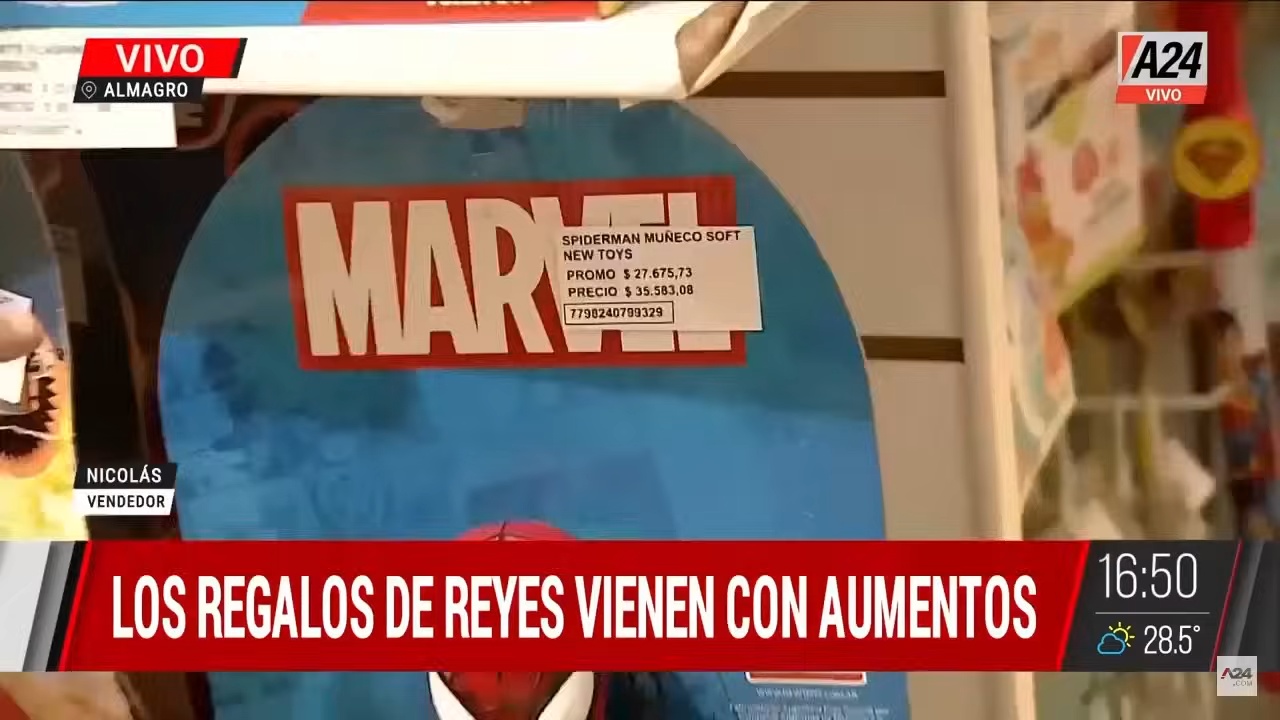 VIVO
ALMAGRO
A24
VIVO
MARVEL
SPIDERMAN MUÑECO SOFT
NEW TOYS
PROMO $ 27.675,73
PRECIO $ 35.583,08
7798240799329
NICOLÁS
VENDEDOR
LOS REGALOS DE REYES VIENEN CON AUMENTOS
16:50
28.5°
A24
.COM